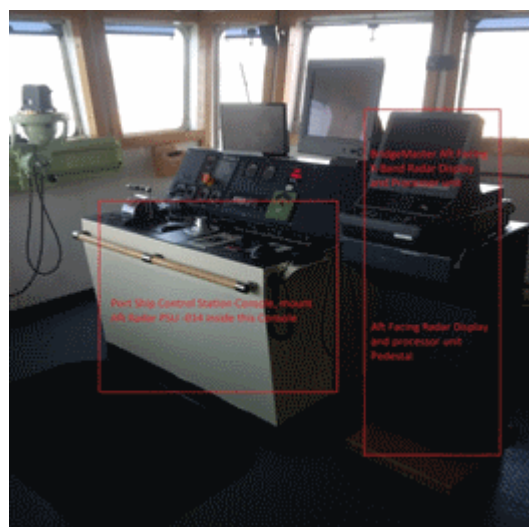 BridgeMaster Aft Facing
Band Radar Display
and Processor unit
Port Ship Control Station Console, mount
Radar PSU -014 inside this Console
Aft Facing Radar Display
and processor unit
Pedestal